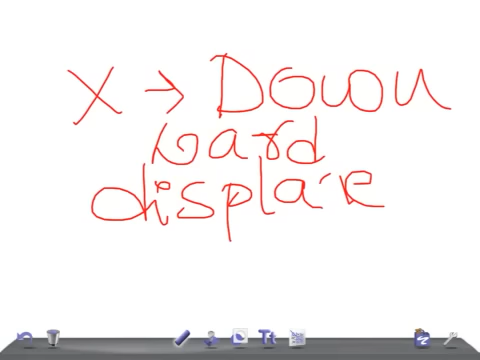 X → Down
ward
displace